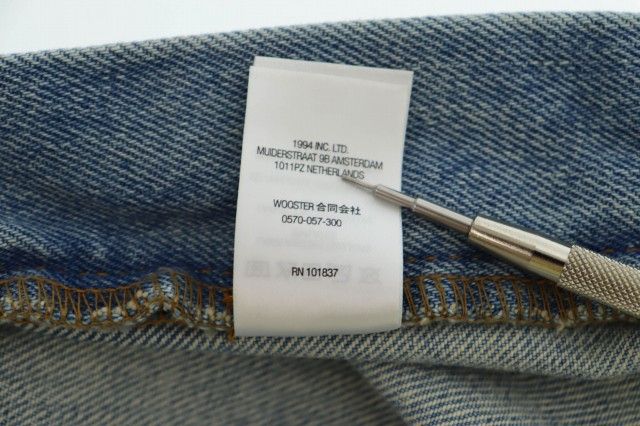 1994 INC. LTD.
MUIDERSTRAAT 9B AMSTERDAM
1011PZ NETHERLANDS
WOOSTER 合同会社
0570-057-300
RN 101837